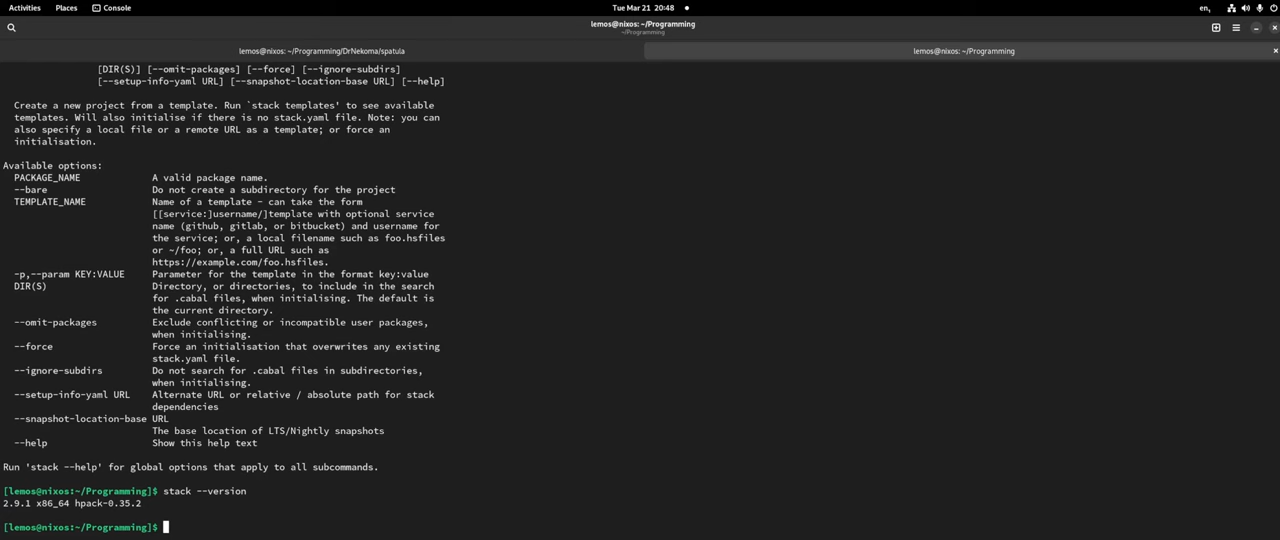 Activities Places Console Tue Mar 21 20:48 en,
lemos@nixos: ~/Programming
~/Programming
lemos@nixos: ~/Programming/DrNekoma/spatula lemos@nixos: ~/Programming
[DIR(S)] [--omit-packages] [--force] [--ignore-subdirs]
[--setup-info-yaml URL] [--snapshot-location-base URL] [--help]
Create a new project from a template. Run `stack templates' to see available
templates. Will also initialise if there is no stack.yaml file. Note: you can
also specify a local file or a remote URL as a template; or force an
initialisation.
Available options:
PACKAGE_NAME A valid package name.
--bare Do not create a subdirectory for the project
TEMPLATE_NAME Name of a template - can take the form
[[service:]username/]template with optional service
name (github, gitlab, or bitbucket) and username for
the service; or, a local filename such as foo.hsfiles
or ~/foo; or, a full URL such as
https://example.com/foo.hsfiles.
-p,--param KEY:VALUE Parameter for the template in the format key:value
DIR(S) Directory, or directories, to include in the search
for .cabal files, when initialising. The default is
the current directory.
--omit-packages Exclude conflicting or incompatible user packages,
when initialising.
--force Force an initialisation that overwrites any existing
stack.yaml file.
--ignore-subdirs Do not search for .cabal files in subdirectories,
when initialising.
--setup-info-yaml URL Alternate URL or relative / absolute path for stack
dependencies
--snapshot-location-base URL
The base location of LTS/Nightly snapshots
--help Show this help text
Run 'stack --help' for global options that apply to all subcommands.
[lemos@nixos:~/Programming]$ stack --version
2.9.1 x86_64 hpack-0.35.2
[lemos@nixos:~/Programming]$